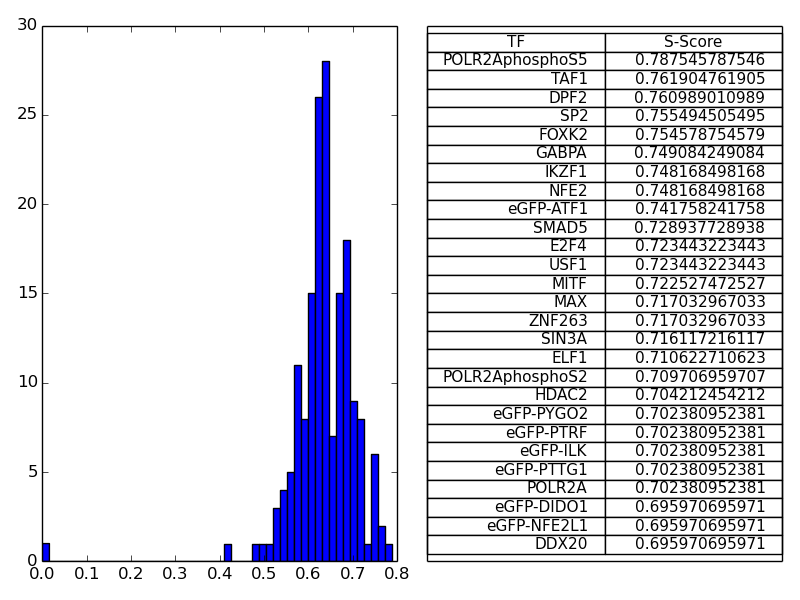 30
25
20
15
10
5
0
0.0 0.1 0.2 0.3 0.4 0.5 0.6 0.7 0.8
TF S-Score
POLR2AphosphoS5 0.787545787546
TAF1 0.761904761905
DPF2 0.760989010989
SP2 0.755494505495
FOXK2 0.754578754579
GABPA 0.749084249084
IKZF1 0.748168498168
NFE2 0.748168498168
eGFP-ATF1 0.741758241758
SMAD5 0.728937728938
E2F4 0.723443223443
USF1 0.723443223443
MITF 0.722527472527
MAX 0.717032967033
ZNF263 0.717032967033
SIN3A 0.716117216117
ELF1 0.710622710623
POLR2AphosphoS2 0.709706959707
HDAC2 0.704212454212
eGFP-PYGO2 0.702380952381
eGFP-PTRF 0.702380952381
eGFP-ILK 0.702380952381
eGFP-PTTG1 0.702380952381
POLR2A 0.702380952381
eGFP-DIDO1 0.695970695971
eGFP-NFE2L1 0.695970695971
DDX20 0.695970695971